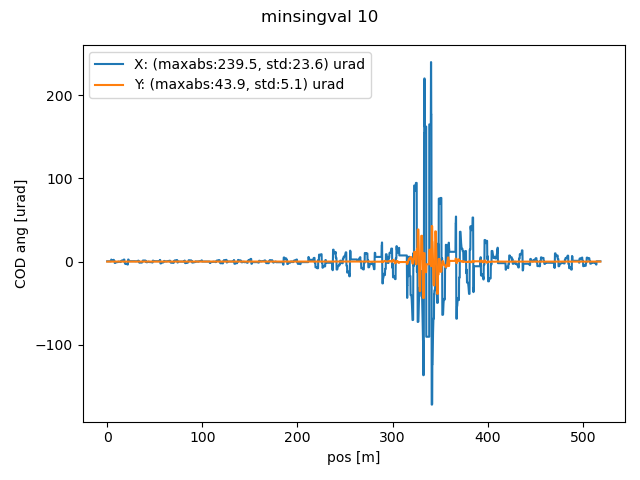 minsingval 10
X: (maxabs:239.5, std:23.6) urad
Y: (maxabs:43.9, std:5.1) urad
COD ang [urad]
200
100
0
−100
0 100 200 300 400 500
pos [m]